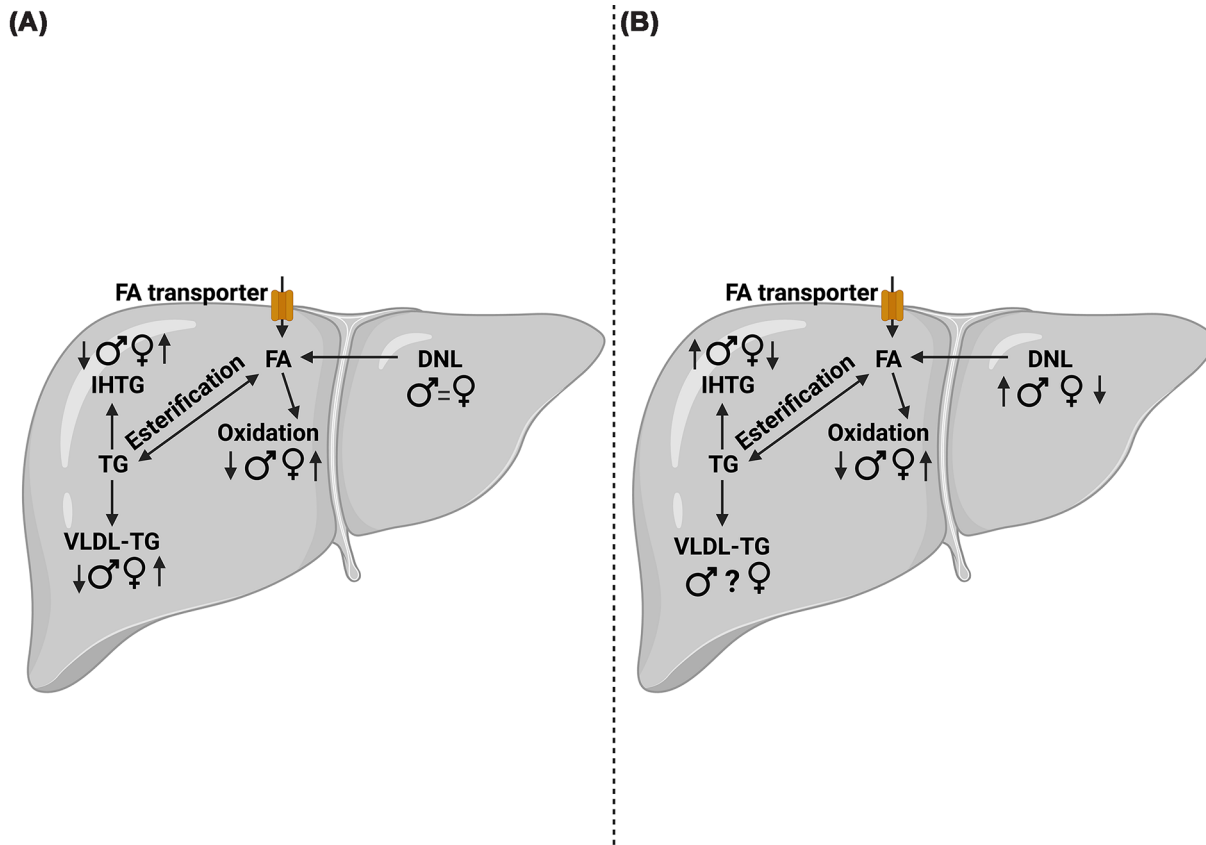 (A)
FA transporter
↓♂♀↑
IHTG
FA
DNL
♂=♀
Esterification
Oxidation
↓♂♀↑
TG
VLDL-TG
↓♂♀↑
(B)
FA transporter
↑♂♀↓
IHTG
FA
DNL
↑♂♀↓
Esterification
Oxidation
↓♂♀↑
TG
VLDL-TG
♂?♀